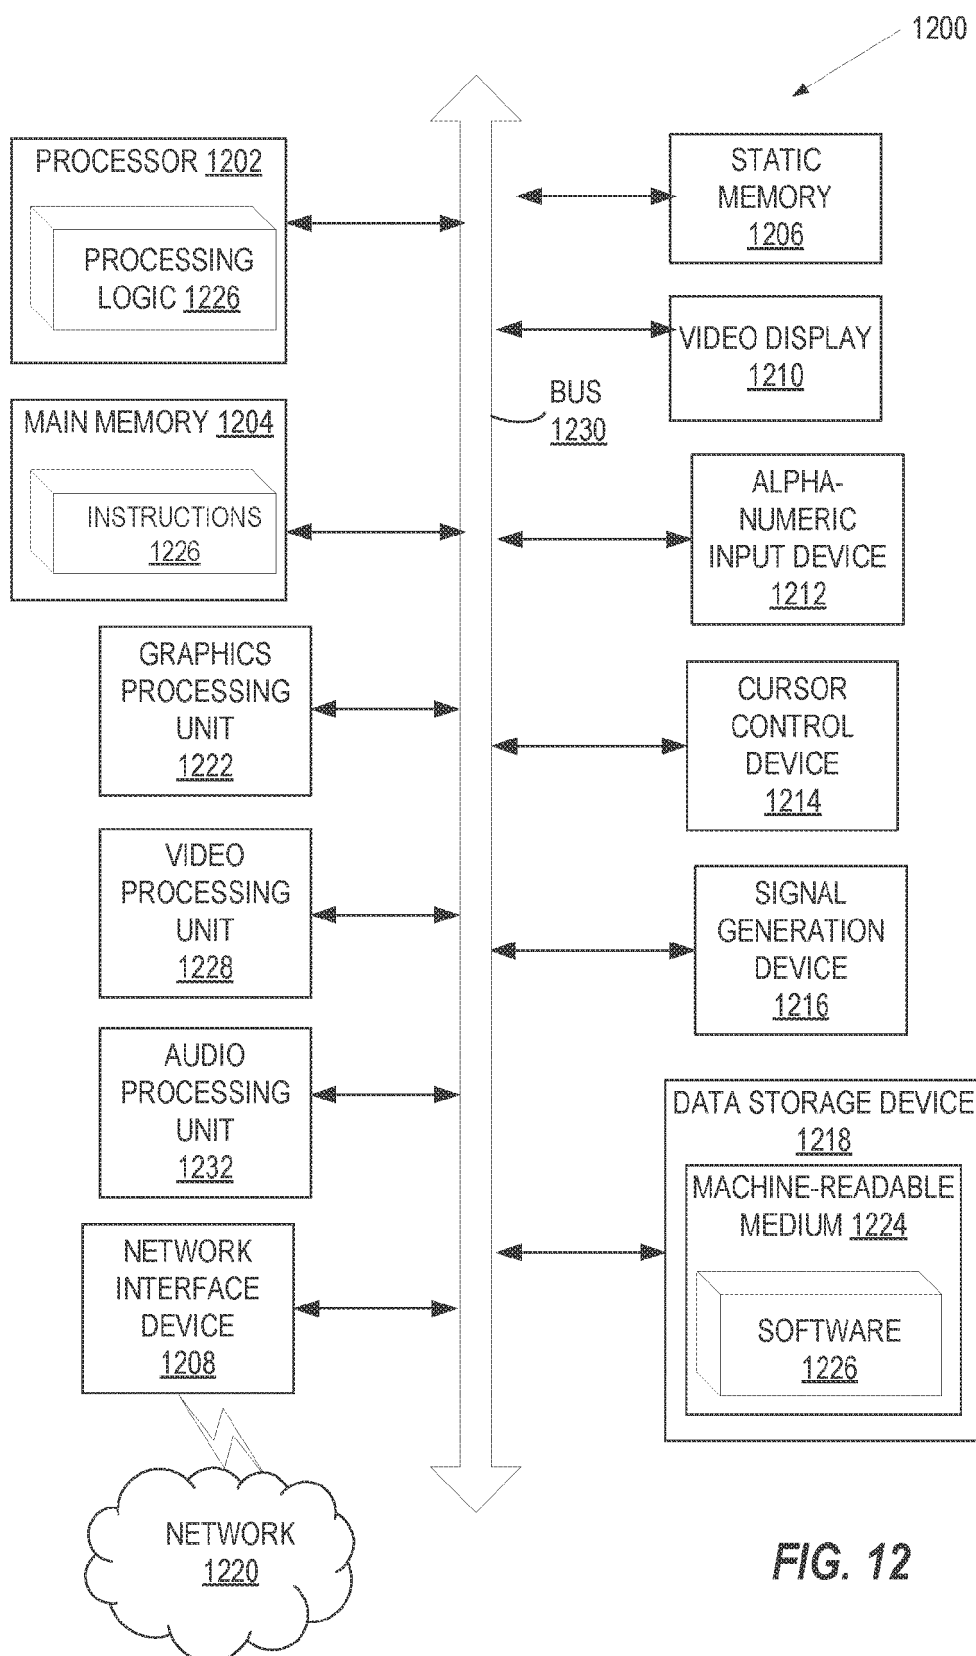 1200
PROCESSOR 1202
PROCESSING
LOGIC 1226
STATIC
MEMORY
1206
VIDEO DISPLAY
1210
BUS
1230
MAIN MEMORY 1204
INSTRUCTIONS
1226
ALPHA-
NUMERIC
INPUT DEVICE
1212
GRAPHICS
PROCESSING
UNIT
1222
CURSOR
CONTROL
DEVICE
1214
VIDEO
PROCESSING
UNIT
1228
SIGNAL
GENERATION
DEVICE
1216
AUDIO
PROCESSING
UNIT
1232
DATA STORAGE DEVICE
1218
MACHINE-READABLE
MEDIUM 1224
SOFTWARE
1226
NETWORK
INTERFACE
DEVICE
1208
NETWORK
1220
FIG. 12